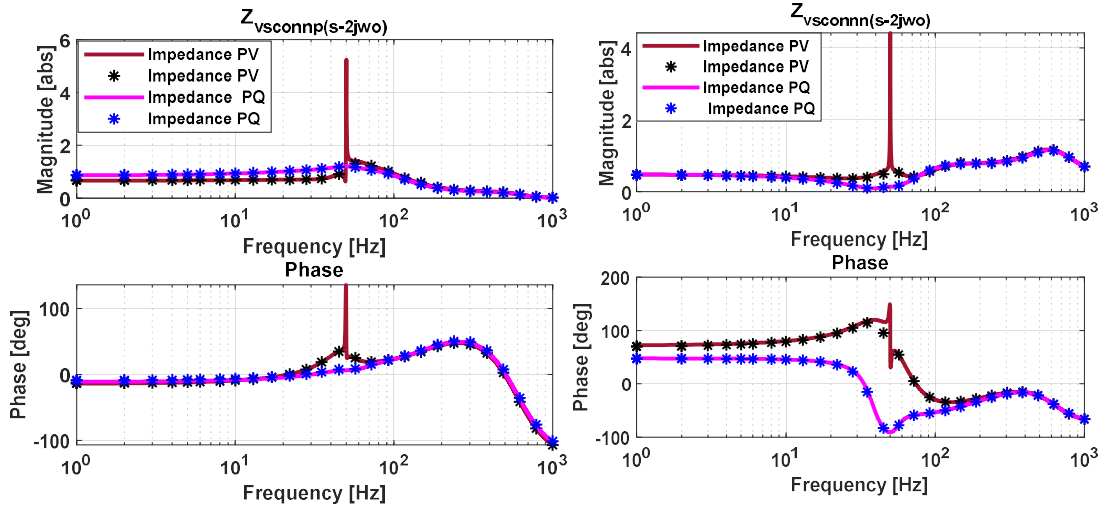 Zvsconnp(s-2jwo)
6
4
2
0
Magnitude [abs]
Impedance PV
Impedance PV
Impedance PQ
Impedance PQ
10^0
10^1
10^2
10^3
Frequency [Hz]
Phase
100
0
-100
Phase [deg]
10^0
10^1
10^2
10^3
Frequency [Hz]
Zvsconnn(s-2jwo)
4
2
0
Magnitude [abs]
Impedance PV
Impedance PV
Impedance PQ
Impedance PQ
10^0
10^1
10^2
10^3
Frequency [Hz]
Phase
200
100
0
-100
Phase [deg]
10^0
10^1
10^2
10^3
Frequency [Hz]